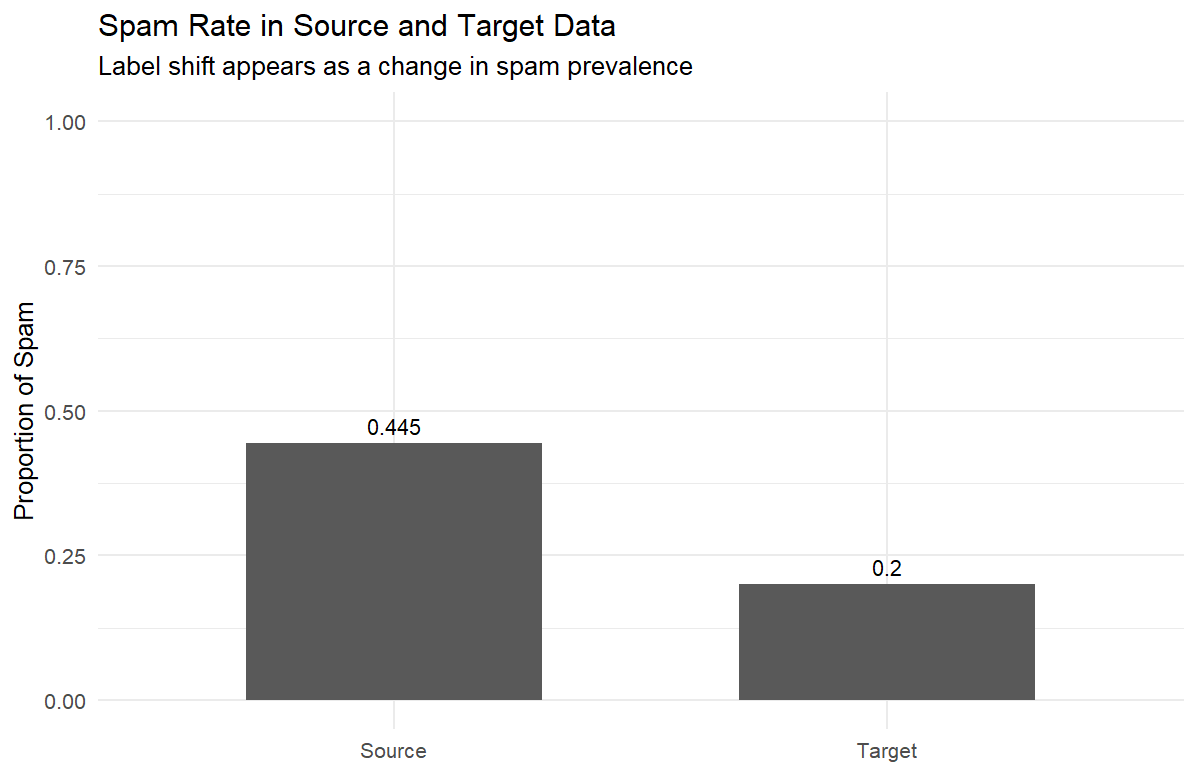 Spam Rate in Source and Target Data
Label shift appears as a change in spam prevalence
Proportion of Spam
1.00
0.75
0.50
0.25
0.00
0.445
0.2
Source
Target